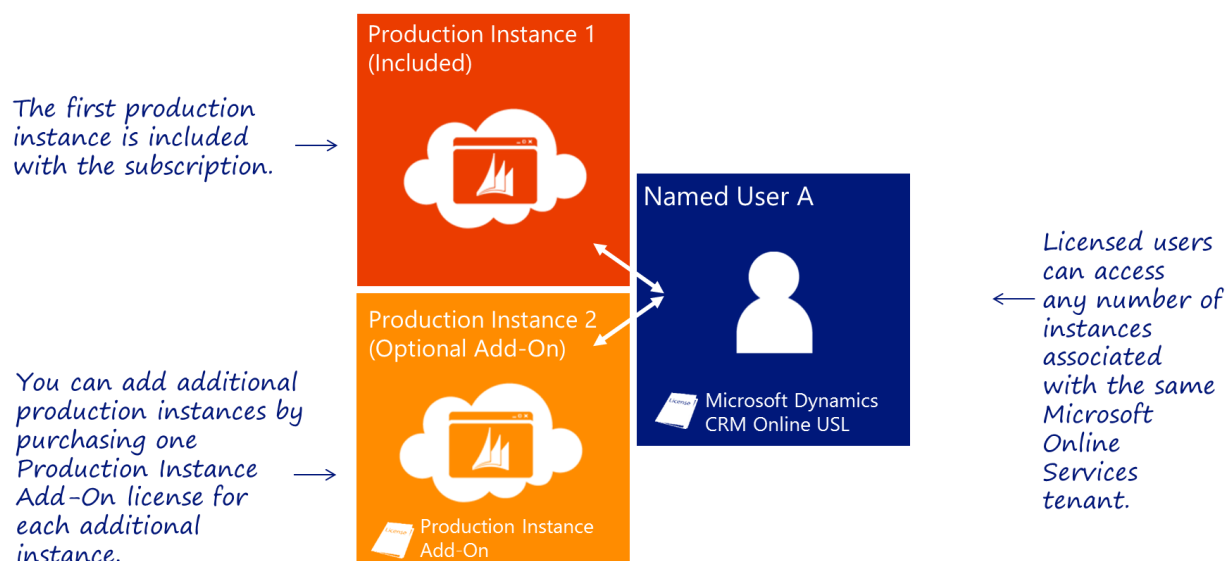 Production Instance 1
(Included)
The first production
instance is included
with the subscription.
Named User A
Licensed users
can access
any number of
instances
associated
with the same
Microsoft
Online
Services
tenant.
License
Microsoft Dynamics
CRM Online USL
Production Instance 2
(Optional Add-On)
You can add additional
production instances by
purchasing one
Production Instance
Add-On license for
each additional
instance.
License
Production Instance
Add-On